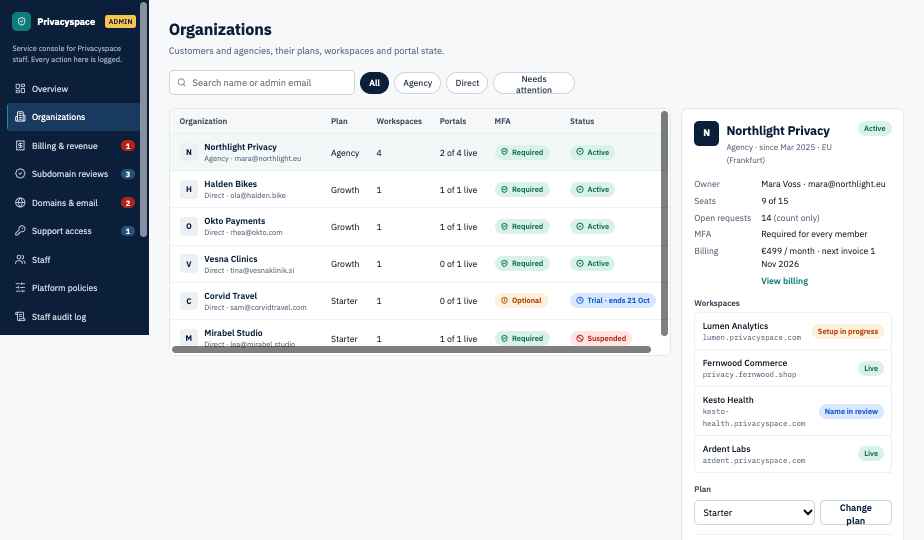 Privacyspace ADMIN
Service console for Privacyspace
staff. Every action here is logged.
Overview
Organizations
Billing & revenue 1
Subdomain reviews 3
Domains & email 2
Support access 1
Staff
Platform policies
Staff audit log
Organizations
Customers and agencies, their plans, workspaces and portal state.
Search name or admin email
All
Agency
Direct
Needs
attention
Organization Plan Workspaces Portals MFA Status
N Northlight Privacy
Agency · mara@northlight.eu
Agency 4 2 of 4 live Required Active
H Halden Bikes
Direct · ola@halden.bike
Growth 1 1 of 1 live Required Active
O Okto Payments
Direct · rhea@okto.com
Growth 1 1 of 1 live Required Active
V Vesna Clinics
Direct · tina@vesnaklinik.si
Growth 1 0 of 1 live Required Active
C Corvid Travel
Direct · sam@corvidtravel.com
Starter 1 0 of 1 live Optional Trial · ends 21 Oct
M Mirabel Studio
Direct · lea@mirabel.studio
Starter 1 1 of 1 live Required Suspended
N Northlight Privacy Active
Agency · since Mar 2025 · EU
(Frankfurt)
Owner Mara Voss · mara@northlight.eu
Seats 9 of 15
Open requests 14 (count only)
MFA Required for every member
Billing €499 / month · next invoice 1
Nov 2026
View billing
Workspaces
Lumen Analytics
lumen.privacyspace.com
Setup in progress
Fernwood Commerce
privacy.fernwood.shop
Live
Kesto Health
kesto-
health.privacyspace.com
Name in review
Ardent Labs
ardent.privacyspace.com
Live
Plan
Starter
Change
plan